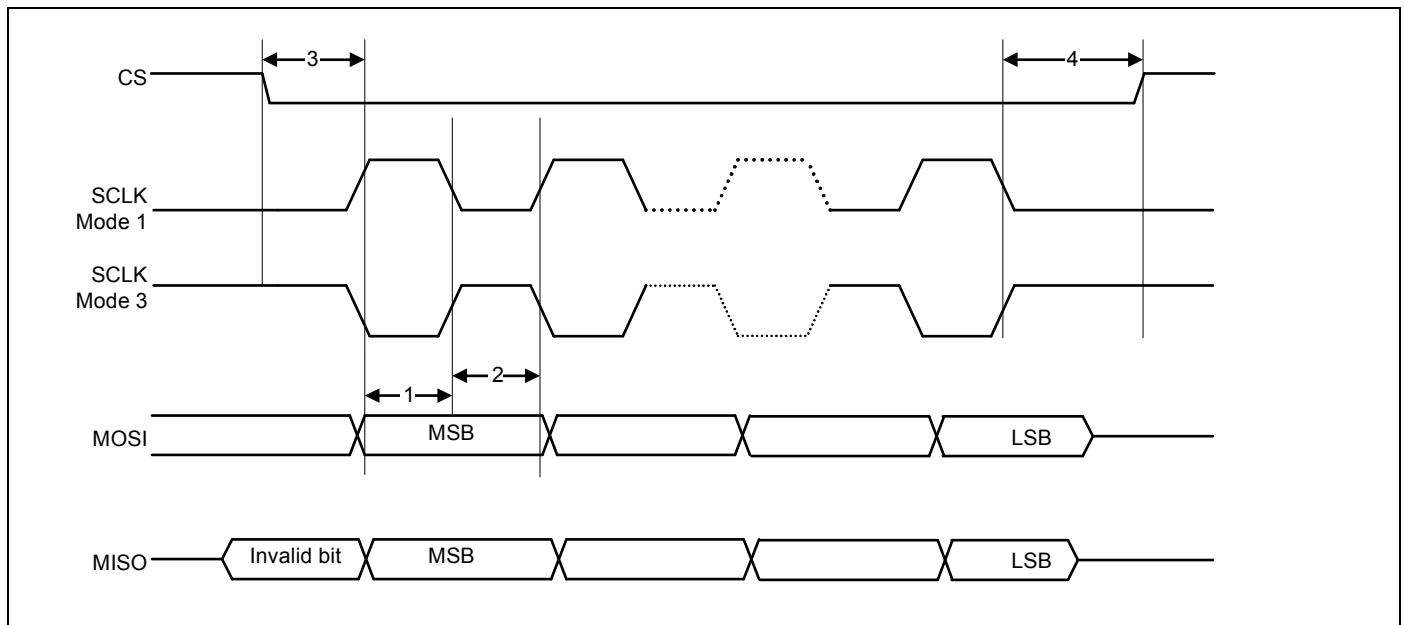 3
4
CS
SCLK
Mode 1
SCLK
Mode 3
2
1
MOSI
MSB
LSB
MISO
Invalid bit
MSB
LSB